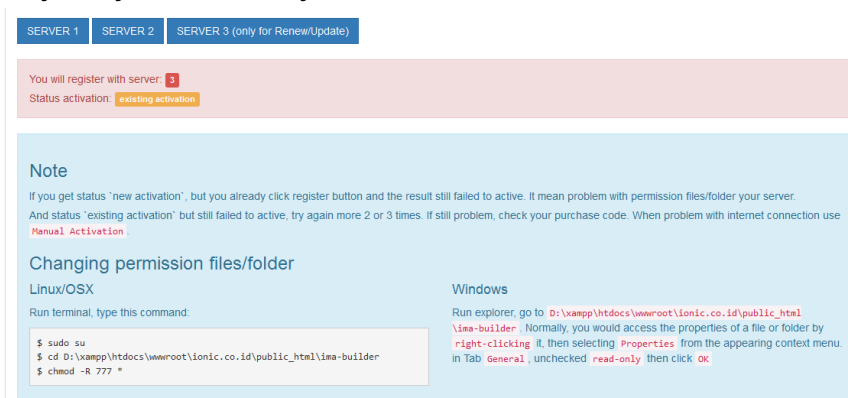 SERVER 1 SERVER 2 SERVER 3 (only for Renew/Update)
You will register with server: 3
Status activation: existing activation
Note
If you get status `new activation`, but you already click register button and the result still failed to active. It mean problem with permission files/folder your server.
And status `existing activation` but still failed to active, try again more 2 or 3 times. If still problem, check your purchase code. When problem with internet connection use
Manual Activation.
Changing permission files/folder
Linux/OSX
Run terminal, type this command:
$ sudo su
$ cd D:\xampp\htdocs\wwwroot\ionic.co.id\public_html\ima-builder
$ chmod -R 777 *
Windows
Run explorer, go to D:\xampp\htdocs\wwwroot\ionic.co.id\public_html
\ima-builder. Normally, you would access the properties of a file or folder by
right-clicking it, then selecting Properties from the appearing context menu.
in Tab General, unchecked read-only then click OK